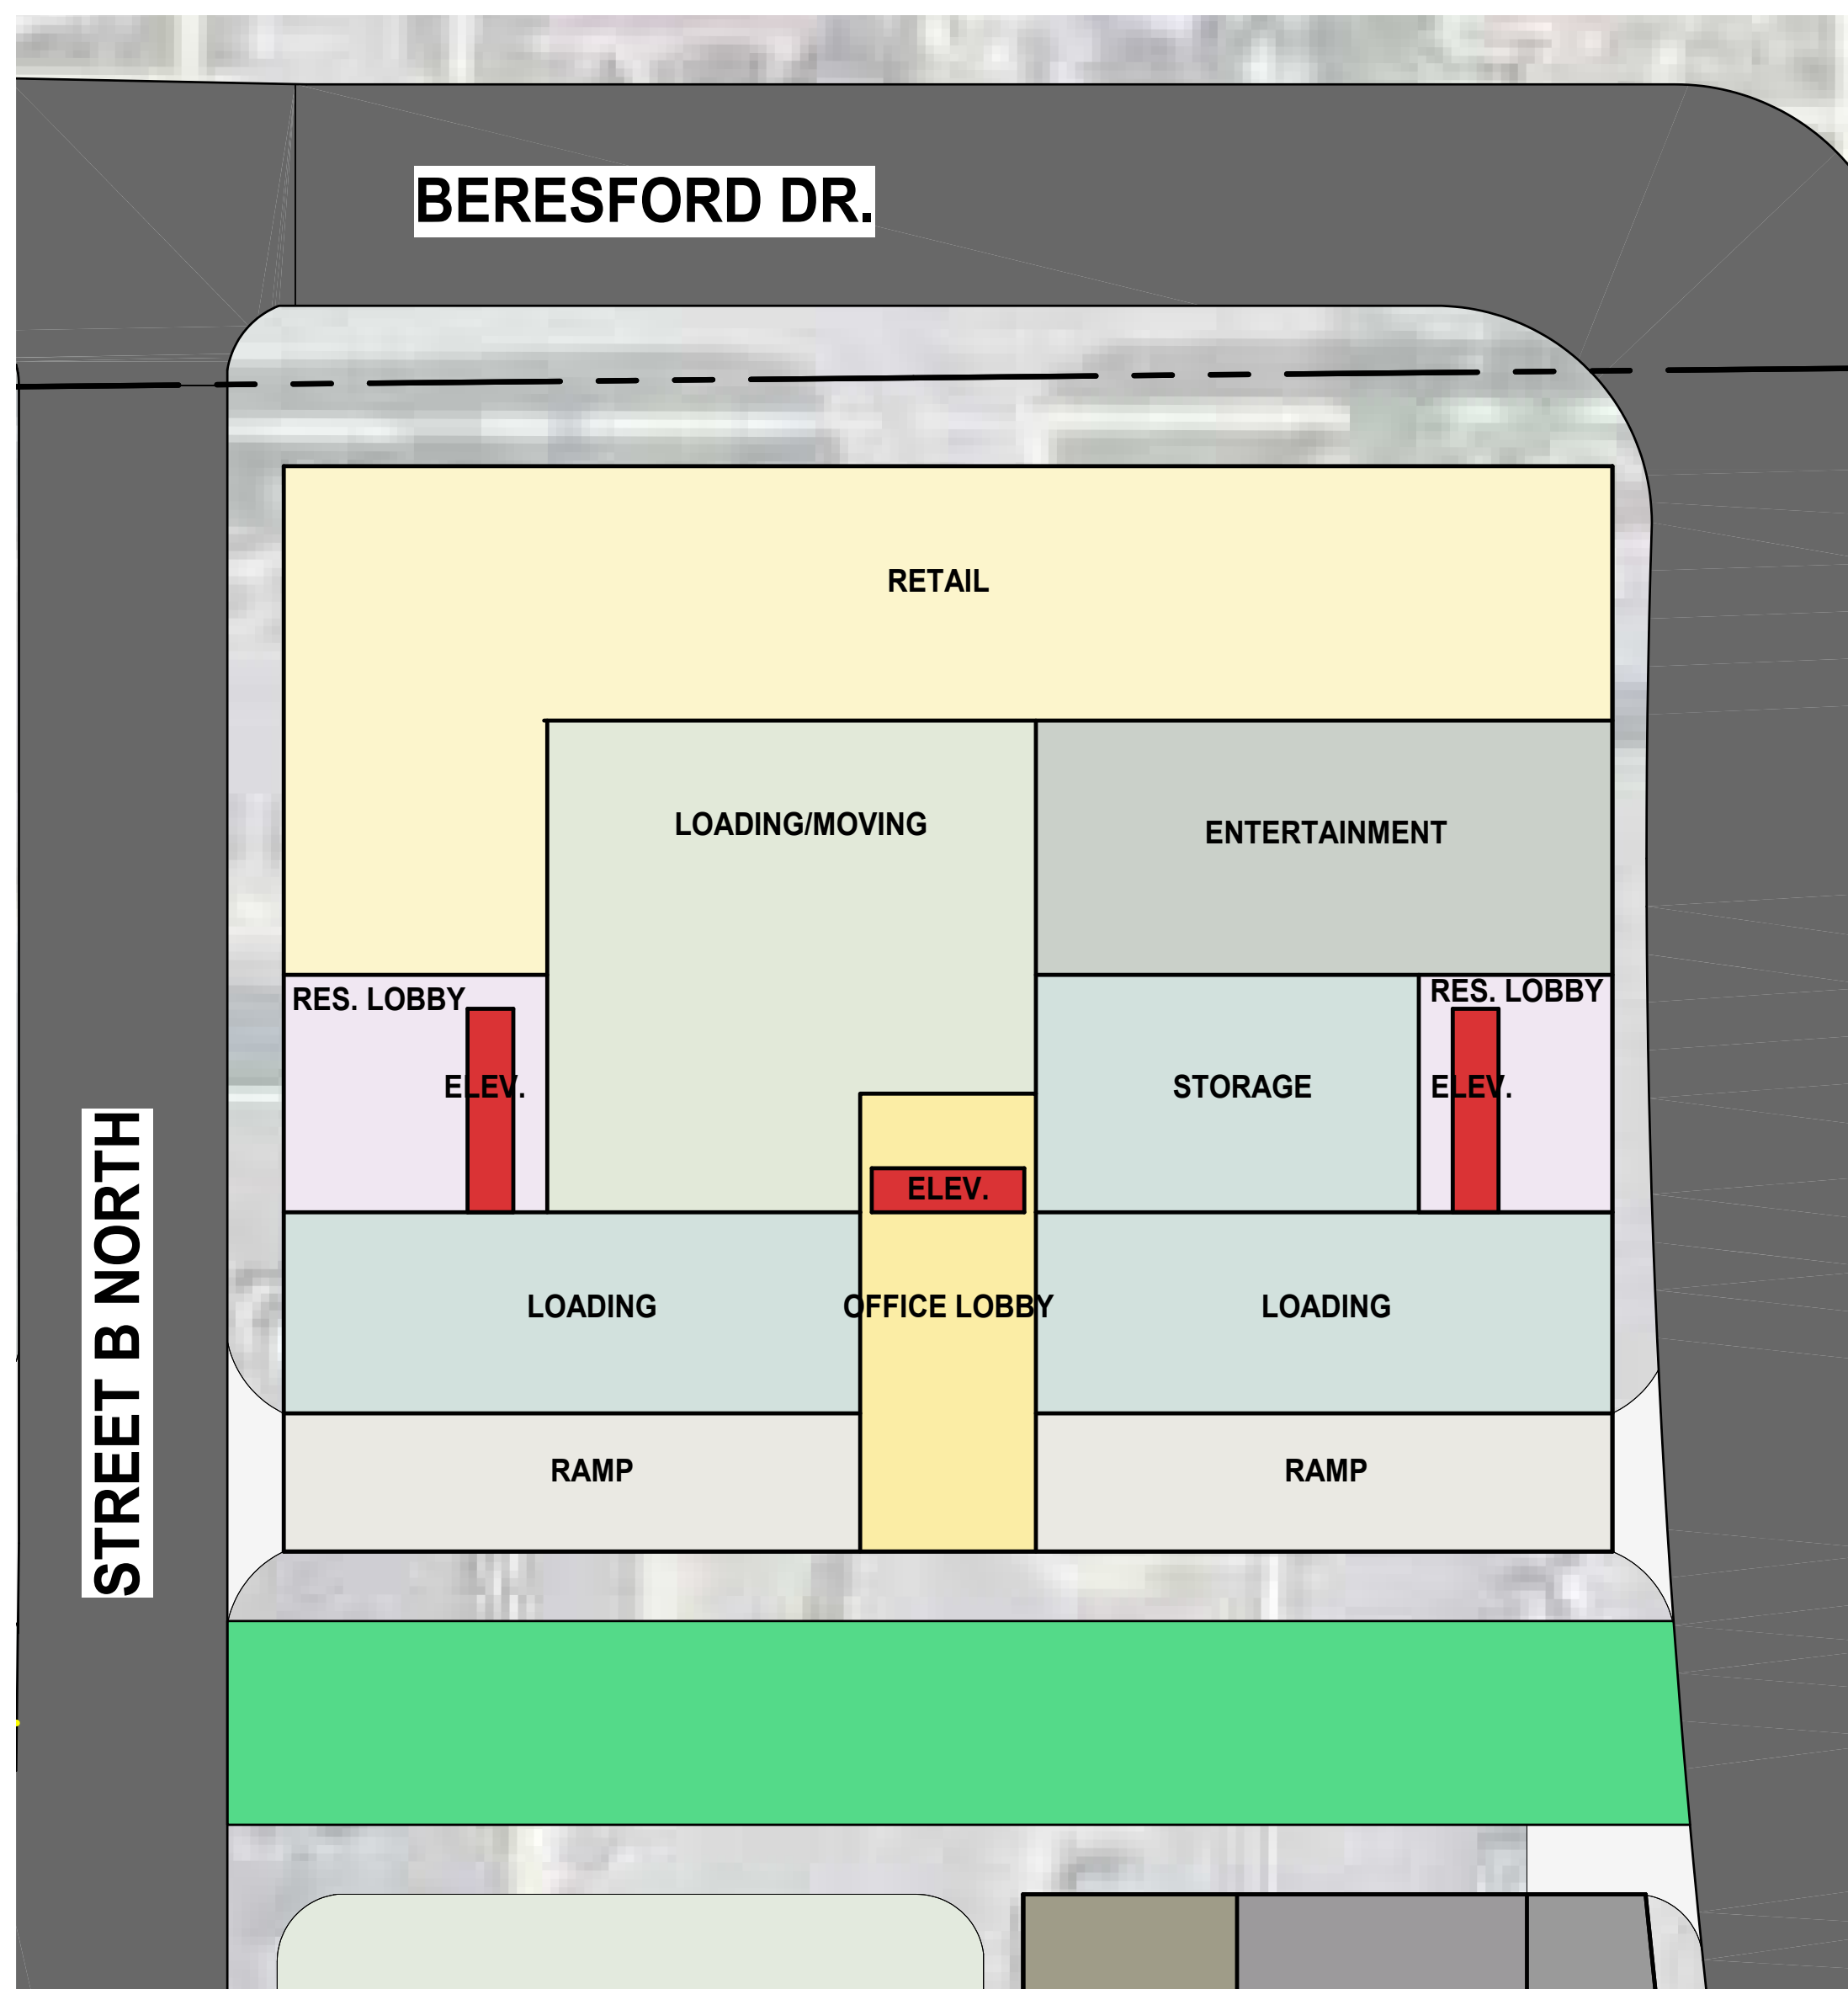 BERESFORD DR.
RETAIL
LOADING/MOVING
ENTERTAINMENT
RES. LOBBY
RES. LOBBY
ELEV.
STORAGE
ELEV.
ELEV.
STREET B NORTH
LOADING
OFFICE LOBBY
LOADING
RAMP
RAMP